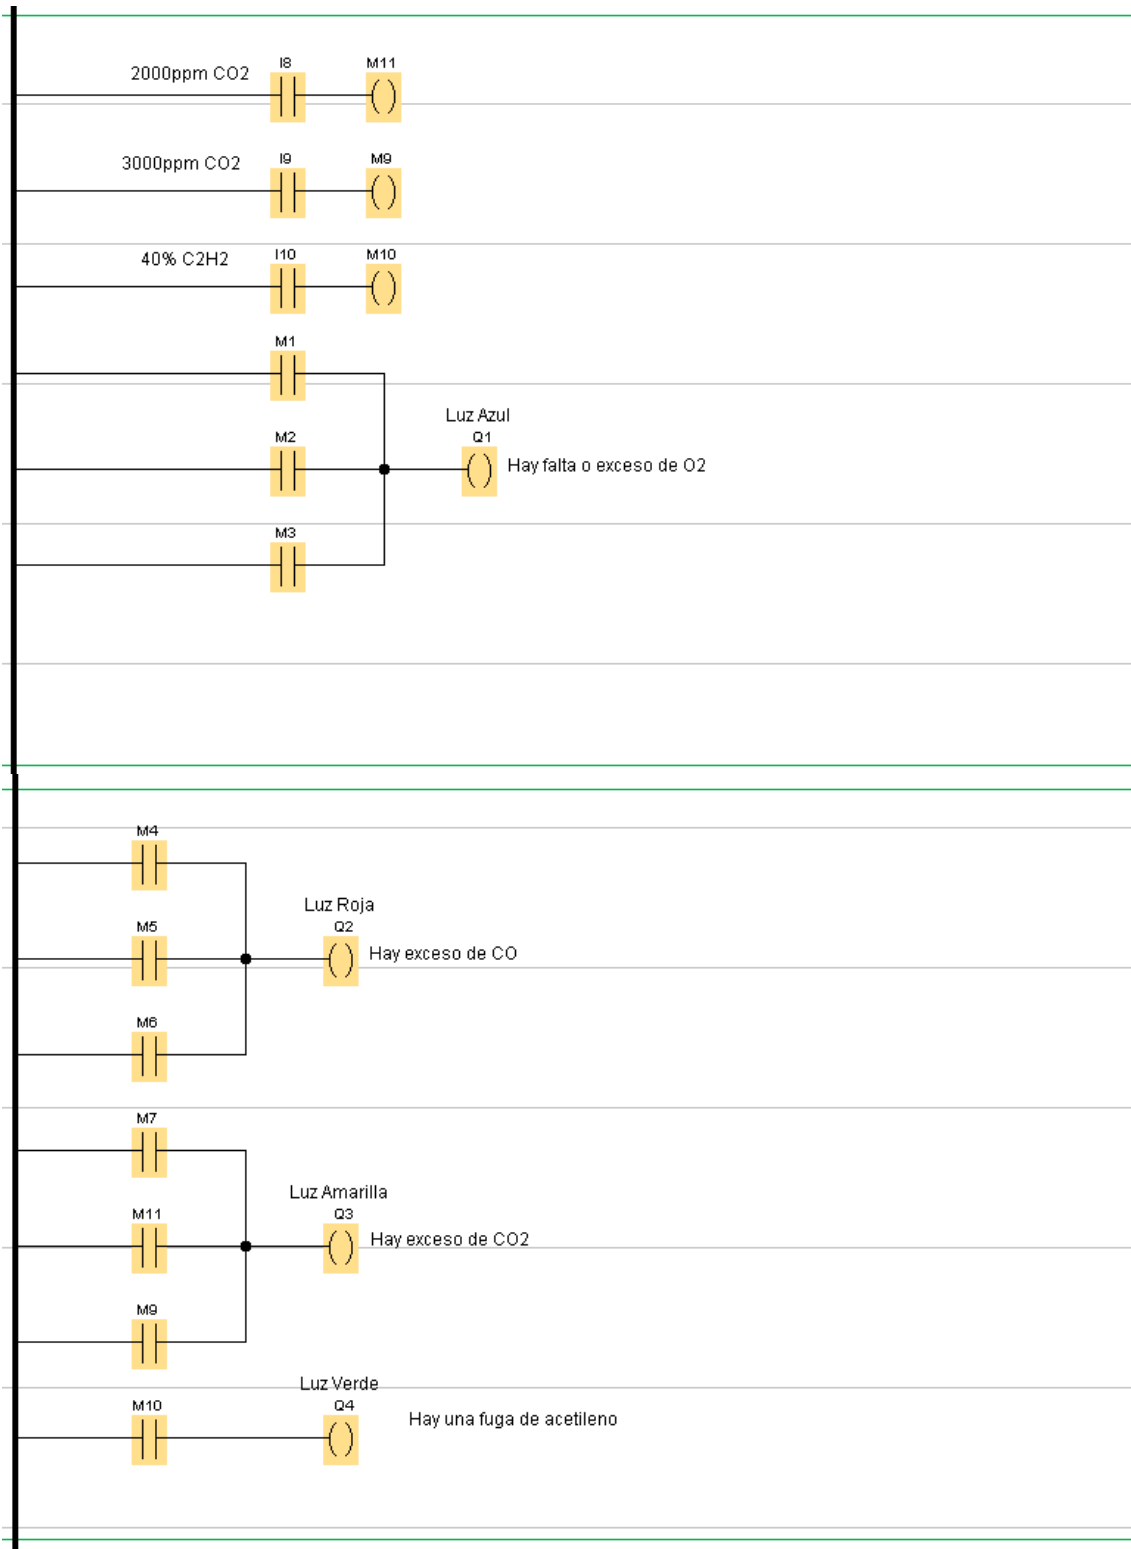 I8 M11
2000ppm CO2
I9 M9
3000ppm CO2
I10 M10
40% C2H2
M1
Luz Azul
M2 Q1
Hay falta o exceso de O2
M3
M4
Luz Roja
M5 Q2
Hay exceso de CO
M6
M7
Luz Amarilla
M11 Q3
Hay exceso de CO2
M9
Luz Verde
M10 Q4
Hay una fuga de acetileno